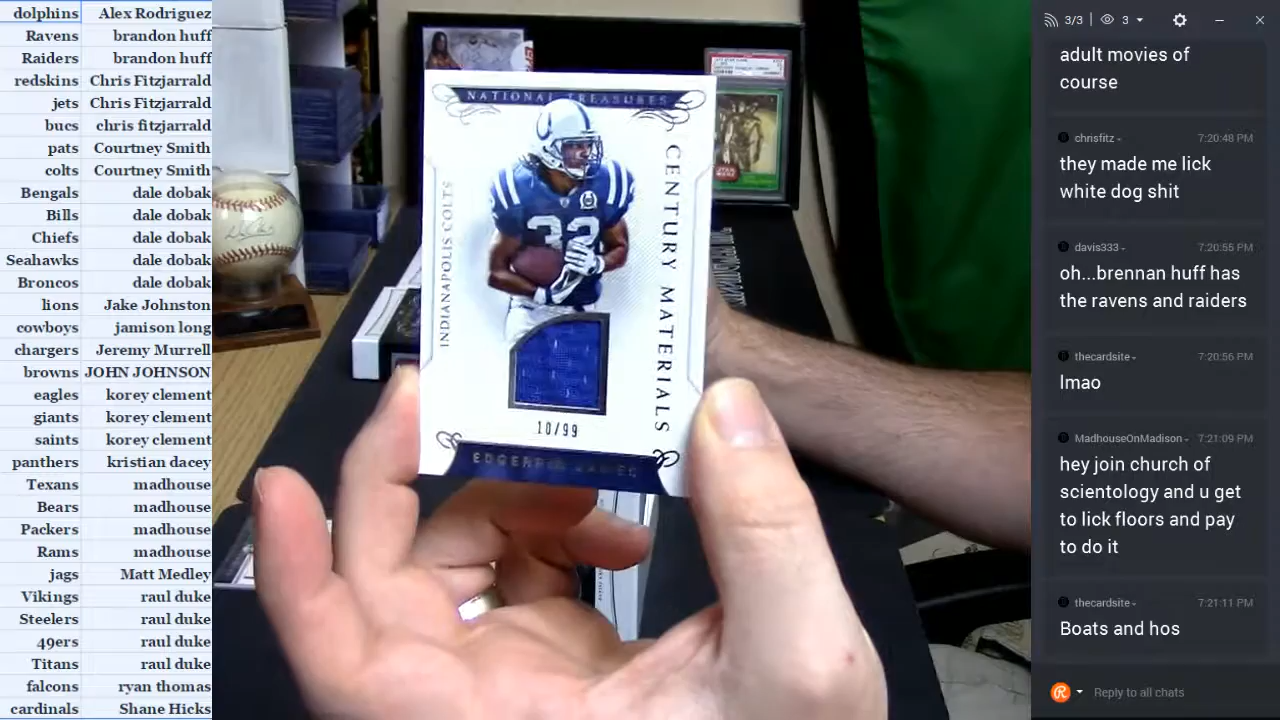 dolphins Alex Rodriguez
Ravens brandon huff
Raiders brandon huff
redskins Chris Fitzjarrald
jets Chris Fitzjarrald
bucs chris fitzjarrald
pats Courtney Smith
colts Courtney Smith
Bengals dale dobak
Bills dale dobak
Chiefs dale dobak
Seahawks dale dobak
Broncos dale dobak
lions Jake Johnston
cowboys jamison long
chargers Jeremy Murrell
browns JOHN JOHNSON
eagles korey clement
giants korey clement
saints korey clement
panthers kristian dacey
Texans madhouse
Bears madhouse
Packers madhouse
Rams madhouse
jags Matt Medley
Vikings raul duke
Steelers raul duke
49ers raul duke
Titans raul duke
falcons ryan thomas
cardinals Shane Hicks
NATIONAL TREASURES
INDIANAPOLIS COLTS
CENTURY MATERIALS
32
10/99
EDGERRIN JAMES
STAR WARS
3/3 3
adult movies of
course
chrisfitz 7:20:48 PM
they made me lick
white dog shit
davis333 7:20:55 PM
oh...brennan huff has
the ravens and raiders
thecardsite 7:20:56 PM
lmao
MadhouseOnMadison 7:21:09 PM
hey join church of
scientology and u get
to lick floors and pay
to do it
thecardsite 7:21:11 PM
Boats and hos
Reply to all chats